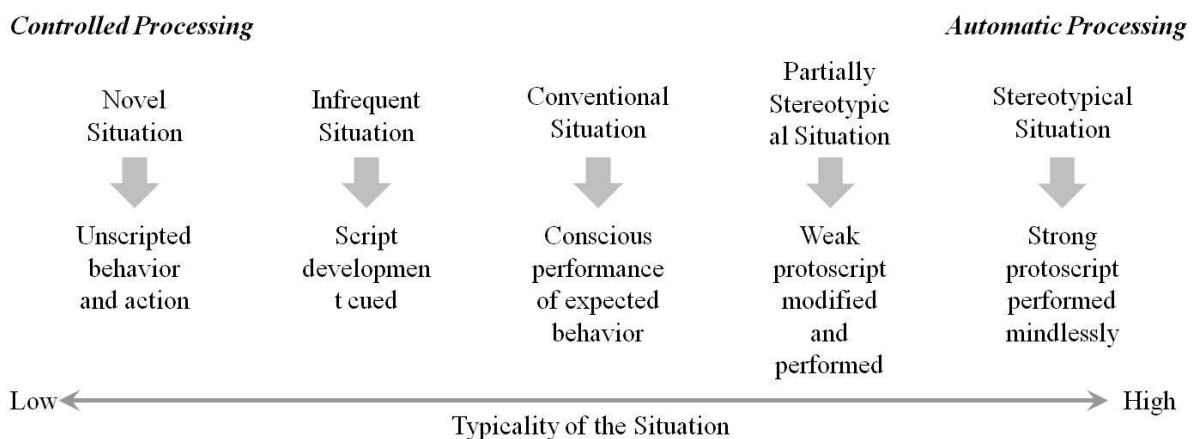 Controlled Processing
Automatic Processing
Novel
Situation
Infrequent
Situation
Conventional
Situation
Partially
Stereotypic
al Situation
Stereotypical
Situation
Unscripted
behavior
and action
Script
developmen
t cued
Conscious
performance
of expected
behavior
Weak
protoscript
modified
and
performed
Strong
protoscript
performed
mindlessly
Low
High
Typicality of the Situation